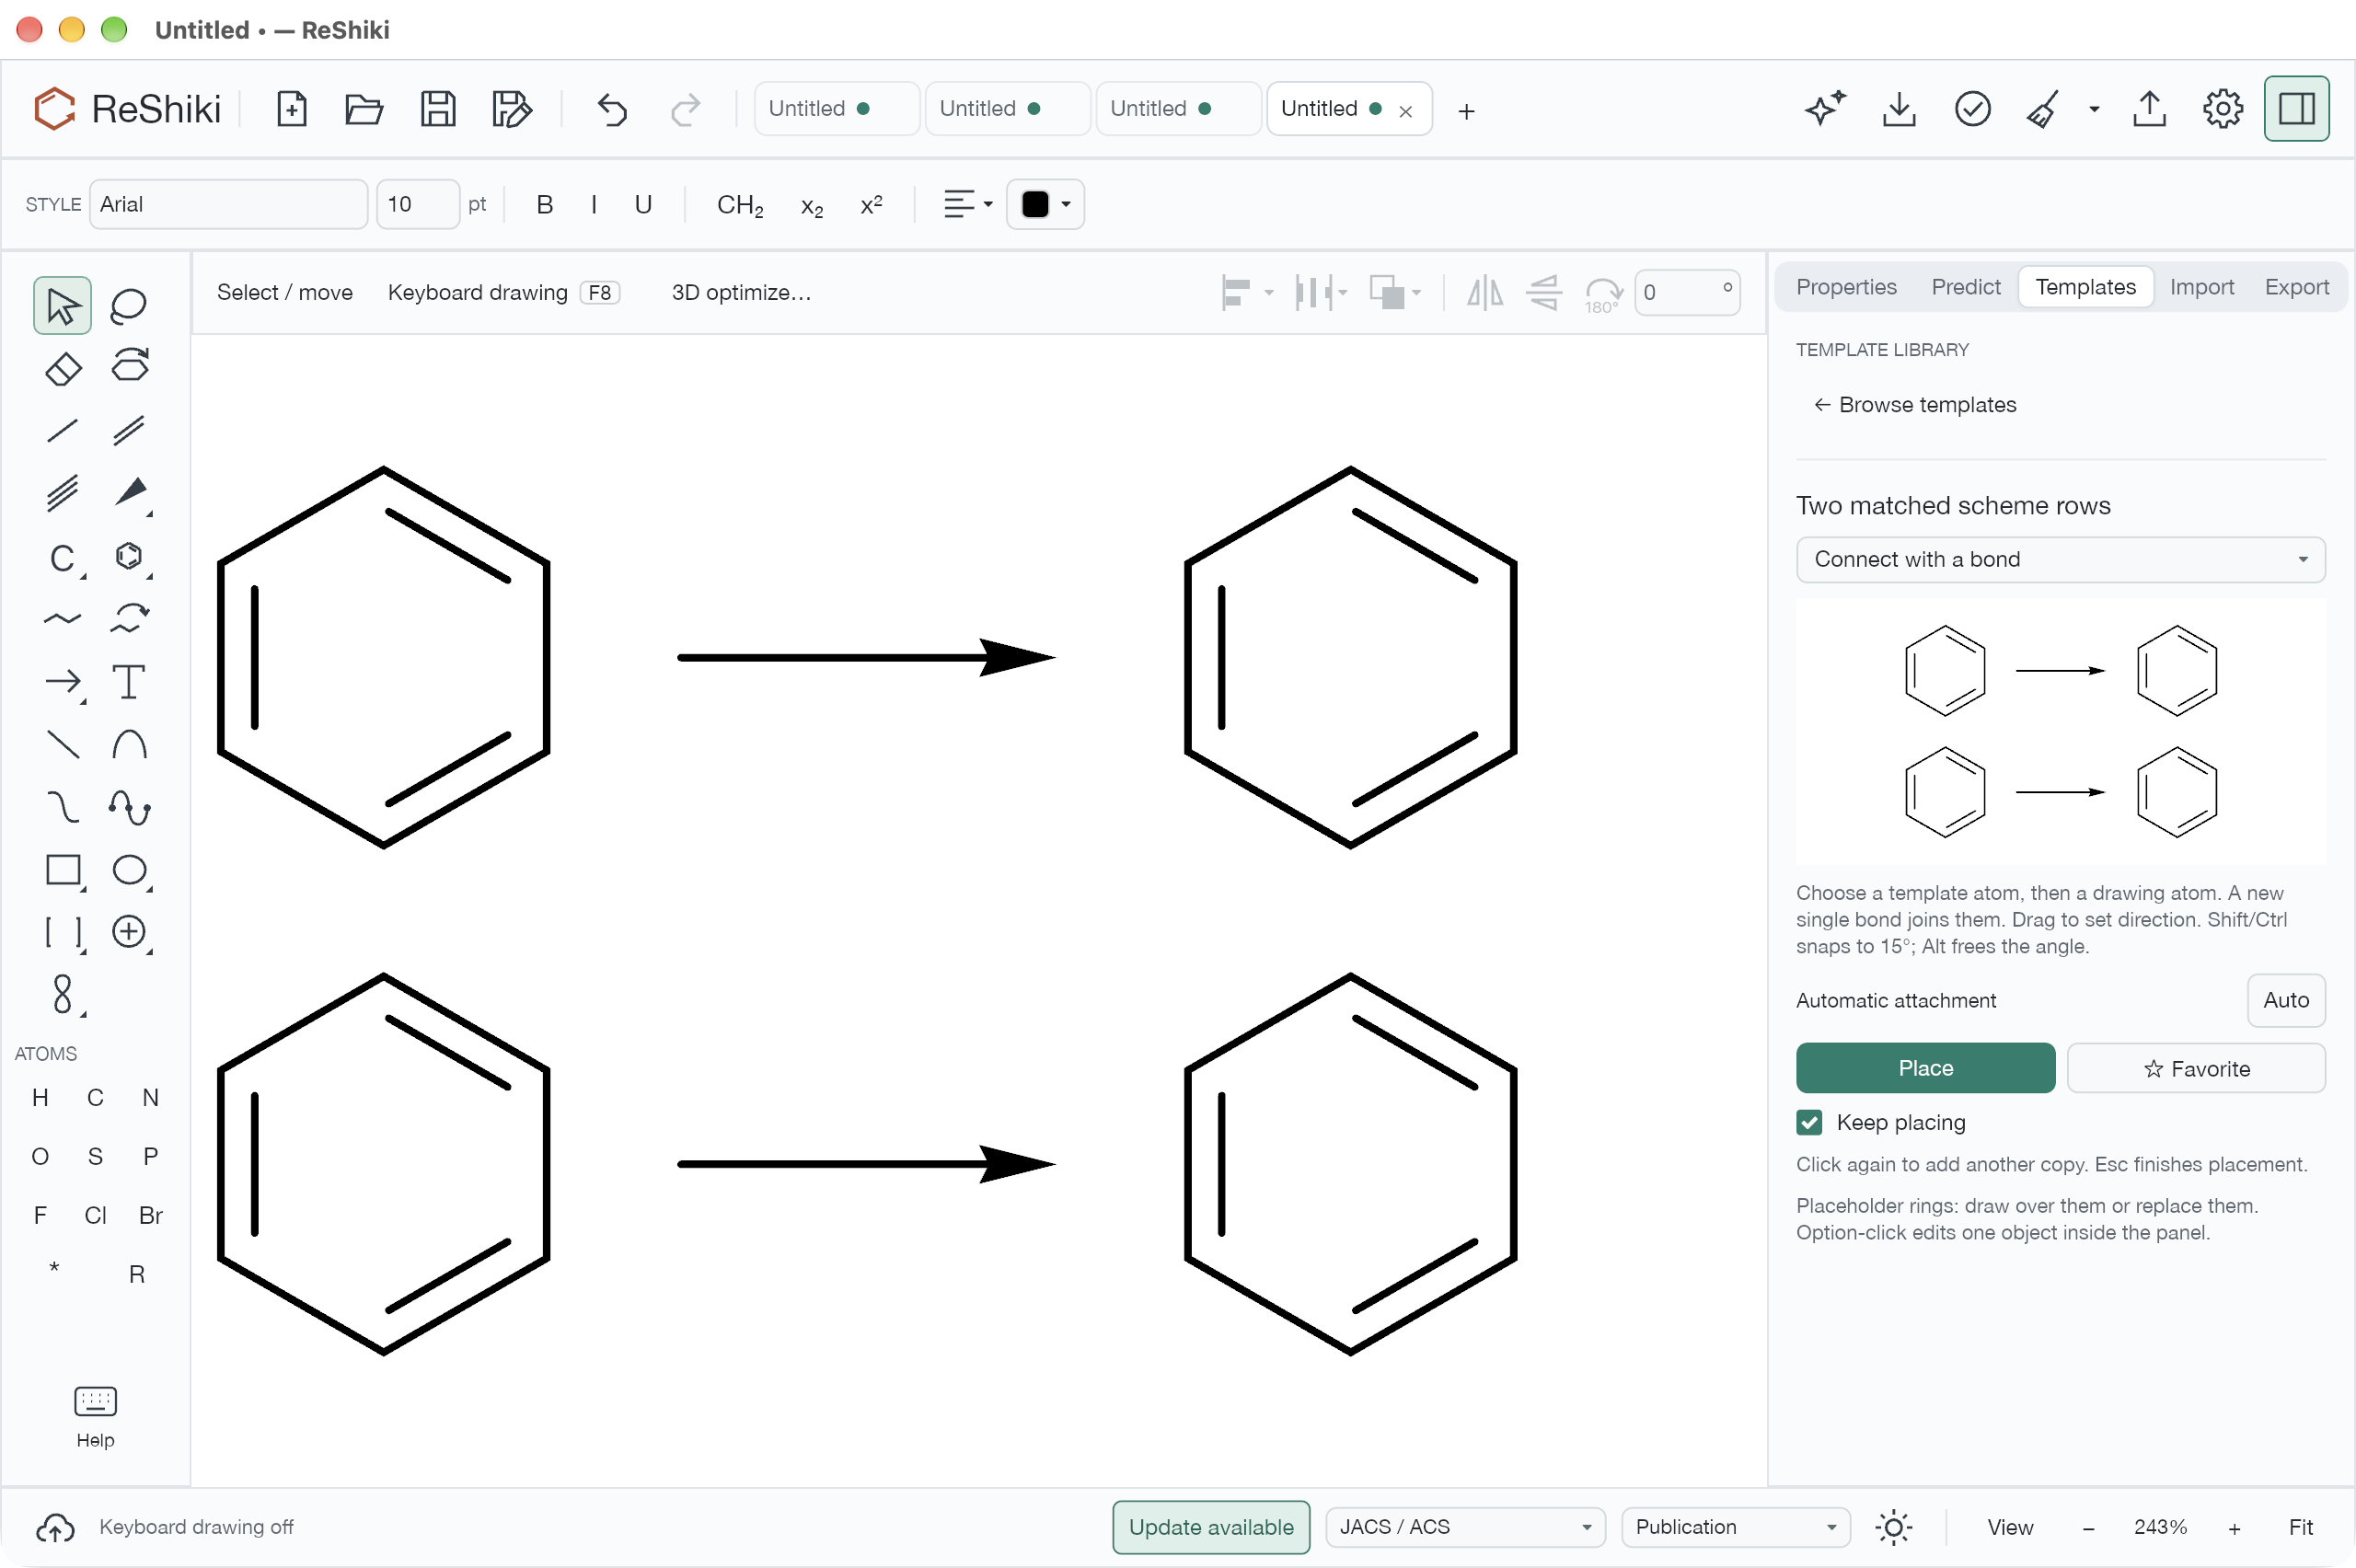 Untitled • — ReShiki
ReShiki
Untitled
Untitled
Untitled
Untitled
STYLE Arial 10 pt B I U CH₂ x₂ x²
Select / move Keyboard drawing F8 3D optimize...
180°
0 °
Properties Predict Templates Import Export
TEMPLATE LIBRARY
← Browse templates
Two matched scheme rows
Connect with a bond
Choose a template atom, then a drawing atom. A new
single bond joins them. Drag to set direction. Shift/Ctrl
snaps to 15°; Alt frees the angle.
Automatic attachment Auto
Place ☆ Favorite
Keep placing
Click again to add another copy. Esc finishes placement.
Placeholder rings: draw over them or replace them.
Option-click edits one object inside the panel.
C
T
[ ]
ATOMS
H C N
O S P
F Cl Br
* R
Help
Keyboard drawing off
Update available
JACS / ACS
Publication
View − 243% + Fit